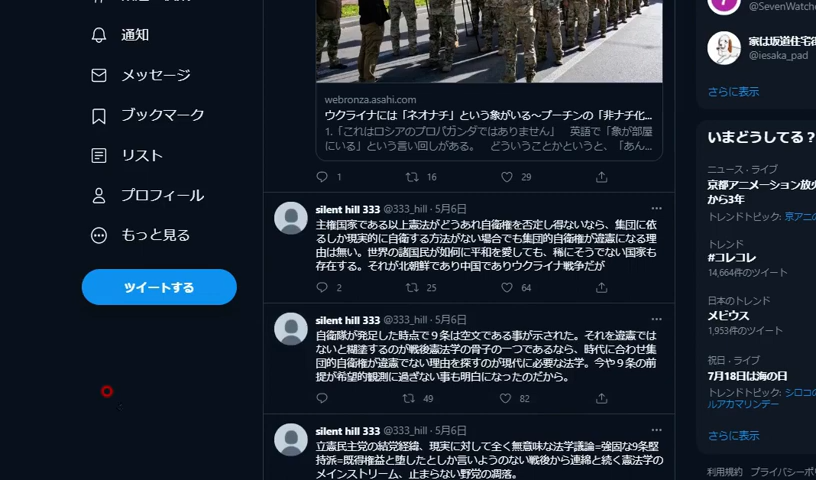 通知
メッセージ
ブックマーク
リスト
プロフィール
もっと見る
ツイートする
webronza.asahi.com
ウクライナには「ネオナチ」という象がいる～プーチンの「非ナチ化...
1.「これはロシアのプロパガンダではありません」 英語で「象が部屋
にいる」という言い回しがある。 どういうことかというと、「あん...
1 16 29
silent hill 333 @333_hill · 5月6日
主権国家である以上憲法がどうあれ自衛権を否定し得ないなら、集団に依
るしか現実的に自衛する方法がない場合でも集団的自衛権が違憲になる理
由は無い。世界の諸国民が如何に平和を愛しても、稀にそうでない国家も
存在する。それが北朝鮮であり中国でありウクライナ戦争だが
2 25 64
silent hill 333 @333_hill · 5月6日
自衛隊が発足した時点で９条は空文である事が示された。それを違憲では
ないと糊塗するのが戦後憲法学の骨子の一つであるなら、時代に合わせ集
団的自衛権が違憲でない理由を探すのが現代に必要な法学。今や９条の前
提が希望的観測に過ぎない事も明白になったのだから。
49 82
silent hill 333 @333_hill · 5月6日
立憲民主党の結党経緯、現実に対して全く無意味な法学議論=強固な9条堅
持派=既得権益と堕したとしか言いようのない戦後から連綿と続く憲法学の
メインストリーム、止まらない野党の凋落。
@SevenWatche
家は坂道住宅街
@iesaka_pad
さらに表示
いまどうしてる？
ニュース · ライブ
京都アニメーション放火
から3年
トレンドトピック: 京アニの
トレンド
#コレコレ
14,664件のツイート
日本のトレンド
メビウス
1,953件のツイート
祝日 · ライブ
7月18日は海の日
トレンドトピック: シロコの
ルアカマリンデー
さらに表示
利用規約 プライバシーポ